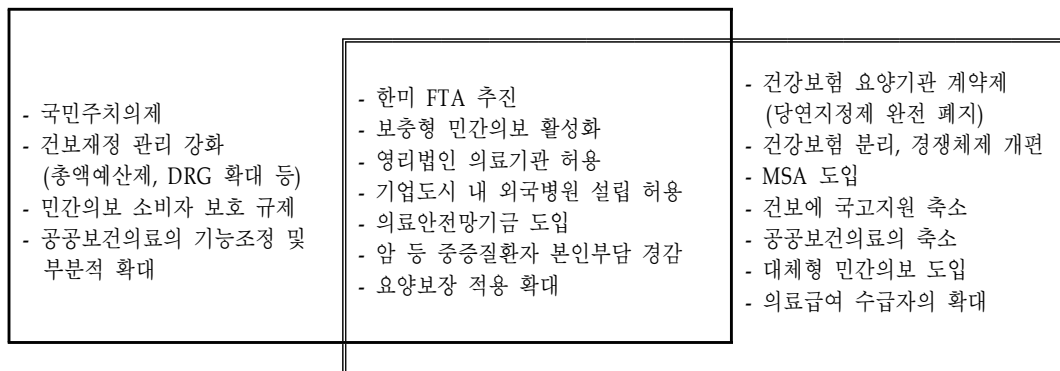 - 국민주치의제
- 건보재정 관리 강화
(총액예산제, DRG 확대 등)
- 민간의보 소비자 보호 규제
- 공공보건의료의 기능조정 및
부분적 확대
- 한미 FTA 추진
- 보충형 민간의보 활성화
- 영리법인 의료기관 허용
- 기업도시 내 외국병원 설립 허용
- 의료안전망기금 도입
- 암 등 중증질환자 본인부담 경감
- 요양보장 적용 확대
- 건강보험 요양기관 계약제
(당연지정제 완전 폐지)
- 건강보험 분리, 경쟁체제 개편
- MSA 도입
- 건보에 국고지원 축소
- 공공보건의료의 축소
- 대체형 민간의보 도입
- 의료급여 수급자의 확대